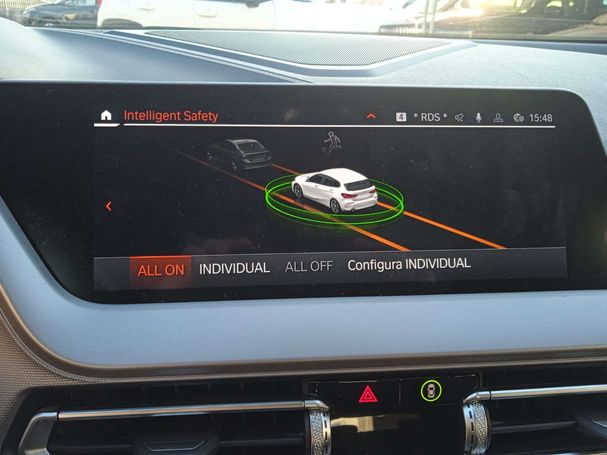 Intelligent Safety
4 * RDS * 15:48
ALL ON INDIVIDUAL ALL OFF Configura INDIVIDUAL